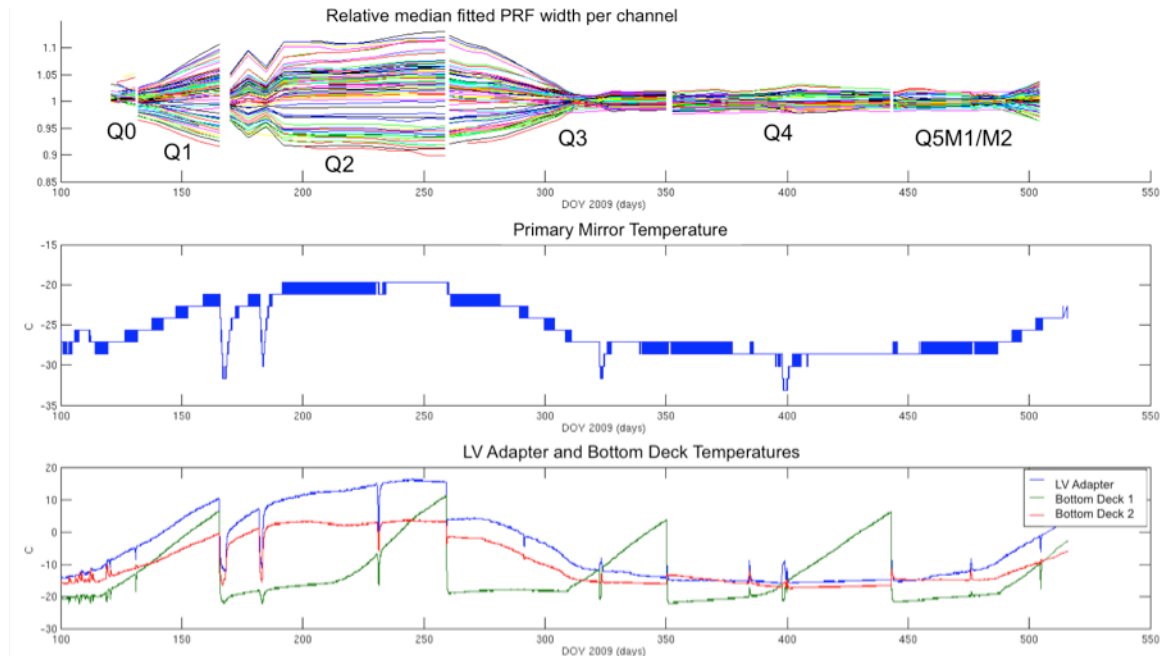 Relative median fitted PRF width per channel
1.1
1.05
1
0.95
0.9
0.85
Q0
Q1
Q2
Q3
Q4
Q5M1/M2
100 150 200 250 300 350 400 450 500 550
DOY 2009 (days)
Primary Mirror Temperature
-15
-20
-25
-30
-35
C
100 150 200 250 300 350 400 450 500 550
DOY 2009 (days)
LV Adapter and Bottom Deck Temperatures
20
10
0
-10
-20
-30
C
LV Adapter
Bottom Deck 1
Bottom Deck 2
100 150 200 250 300 350 400 450 500 550
DOY 2009 (days)